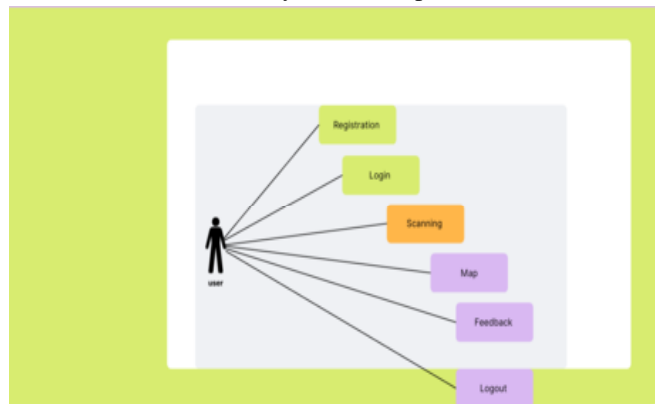 Registration
Login
Scanning
Map
user
Feedback
Logout